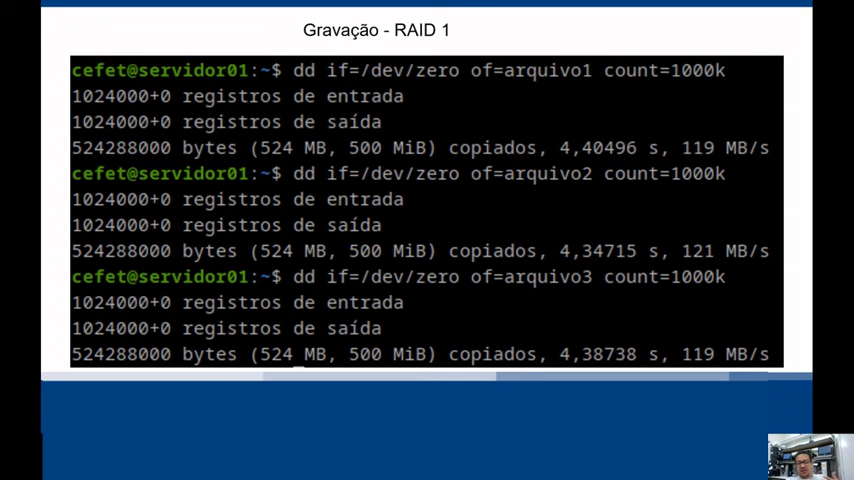 Gravação - RAID 1
cefet@servidor01:~$ dd if=/dev/zero of=arquivo1 count=1000k
1024000+0 registros de entrada
1024000+0 registros de saída
524288000 bytes (524 MB, 500 MiB) copiados, 4,40496 s, 119 MB/s
cefet@servidor01:~$ dd if=/dev/zero of=arquivo2 count=1000k
1024000+0 registros de entrada
1024000+0 registros de saída
524288000 bytes (524 MB, 500 MiB) copiados, 4,34715 s, 121 MB/s
cefet@servidor01:~$ dd if=/dev/zero of=arquivo3 count=1000k
1024000+0 registros de entrada
1024000+0 registros de saída
524288000 bytes (524 MB, 500 MiB) copiados, 4,38738 s, 119 MB/s